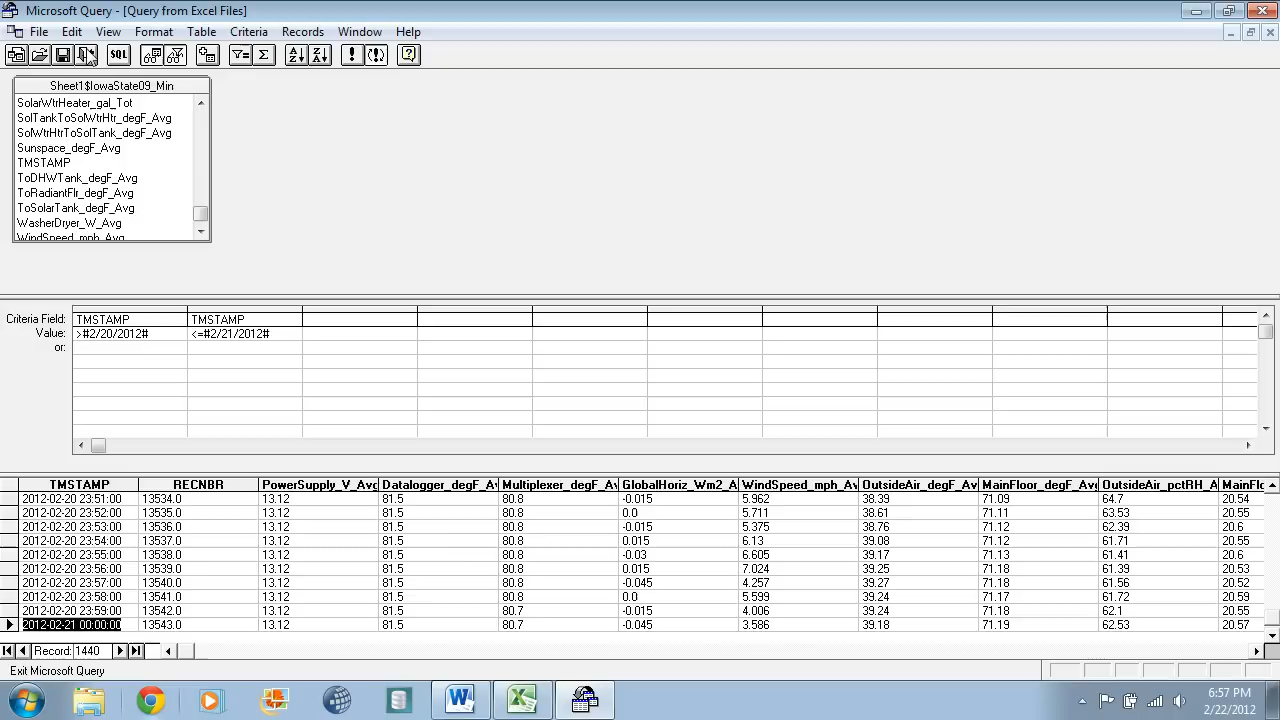 Microsoft Query - [Query from Excel Files]
File Edit View Format Table Criteria Records Window Help
SQL
Sheet1$IowaState09_Min
SolarWtrHeater_gal_Tot
SolTankToSolWtrHtr_degF_Avg
SolWtrHtrToSolTank_degF_Avg
Sunspace_degF_Avg
TMSTAMP
ToDHWTank_degF_Avg
ToRadiantFlr_degF_Avg
ToSolarTank_degF_Avg
WasherDryer_W_Avg
WindSpeed_mph_Avg
Criteria Field: TMSTAMP TMSTAMP
Value: >#2/20/2012# <=#2/21/2012#
or:
TMSTAMP RECNBR PowerSupply_V_Avg Datalogger_degF_Av Multiplexer_degF_Av GlobalHoriz_Wm2_A WindSpeed_mph_Av OutsideAir_degF_Av MainFloor_degF_Avg OutsideAir_pctRH_A MainFlo
2012-02-20 23:51:00 13534.0 13.12 81.5 80.8 -0.015 5.962 38.39 71.09 64.7 20.54
2012-02-20 23:52:00 13535.0 13.12 81.5 80.8 0.0 5.711 38.61 71.11 63.53 20.55
2012-02-20 23:53:00 13536.0 13.12 81.5 80.8 -0.015 5.375 38.76 71.12 62.39 20.6
2012-02-20 23:54:00 13537.0 13.12 81.5 80.8 0.015 6.13 39.08 71.12 61.71 20.55
2012-02-20 23:55:00 13538.0 13.12 81.5 80.8 -0.03 6.605 39.17 71.13 61.41 20.6
2012-02-20 23:56:00 13539.0 13.12 81.5 80.8 0.015 7.024 39.25 71.18 61.39 20.53
2012-02-20 23:57:00 13540.0 13.12 81.5 80.8 -0.045 4.257 39.27 71.18 61.56 20.52
2012-02-20 23:58:00 13541.0 13.12 81.5 80.8 0.0 5.599 39.24 71.17 61.72 20.59
2012-02-20 23:59:00 13542.0 13.12 81.5 80.7 -0.015 4.006 39.24 71.18 62.1 20.55
2012-02-21 00:00:00 13543.0 13.12 81.5 80.7 -0.045 3.586 39.18 71.19 62.53 20.57
Record: 1440
Exit Microsoft Query
6:57 PM
2/22/2012